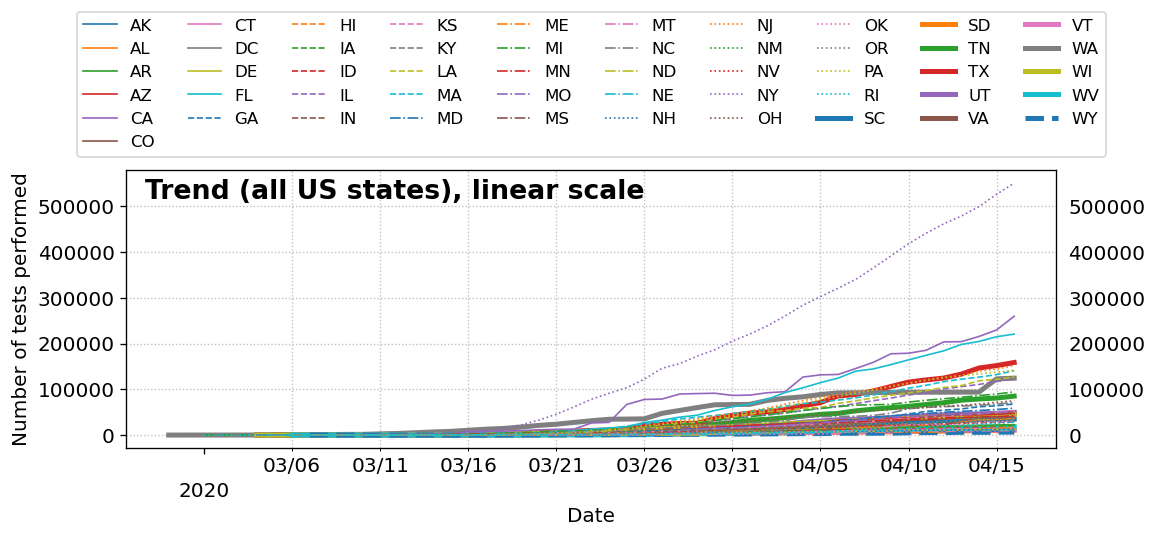 AK CT HI KS ME MT NJ OK SD VT
AL DC IA KY MI NC NM OR TN WA
AR DE ID LA MN ND NV PA TX WI
AZ FL IL MA MO NE NY RI UT WV
CA GA IN MD MS NH OH SC VA WY
CO
Trend (all US states), linear scale
Number of tests performed
500000 500000
400000 400000
300000 300000
200000 200000
100000 100000
0 0
03/06 03/11 03/16 03/21 03/26 03/31 04/05 04/10 04/15
2020
Date